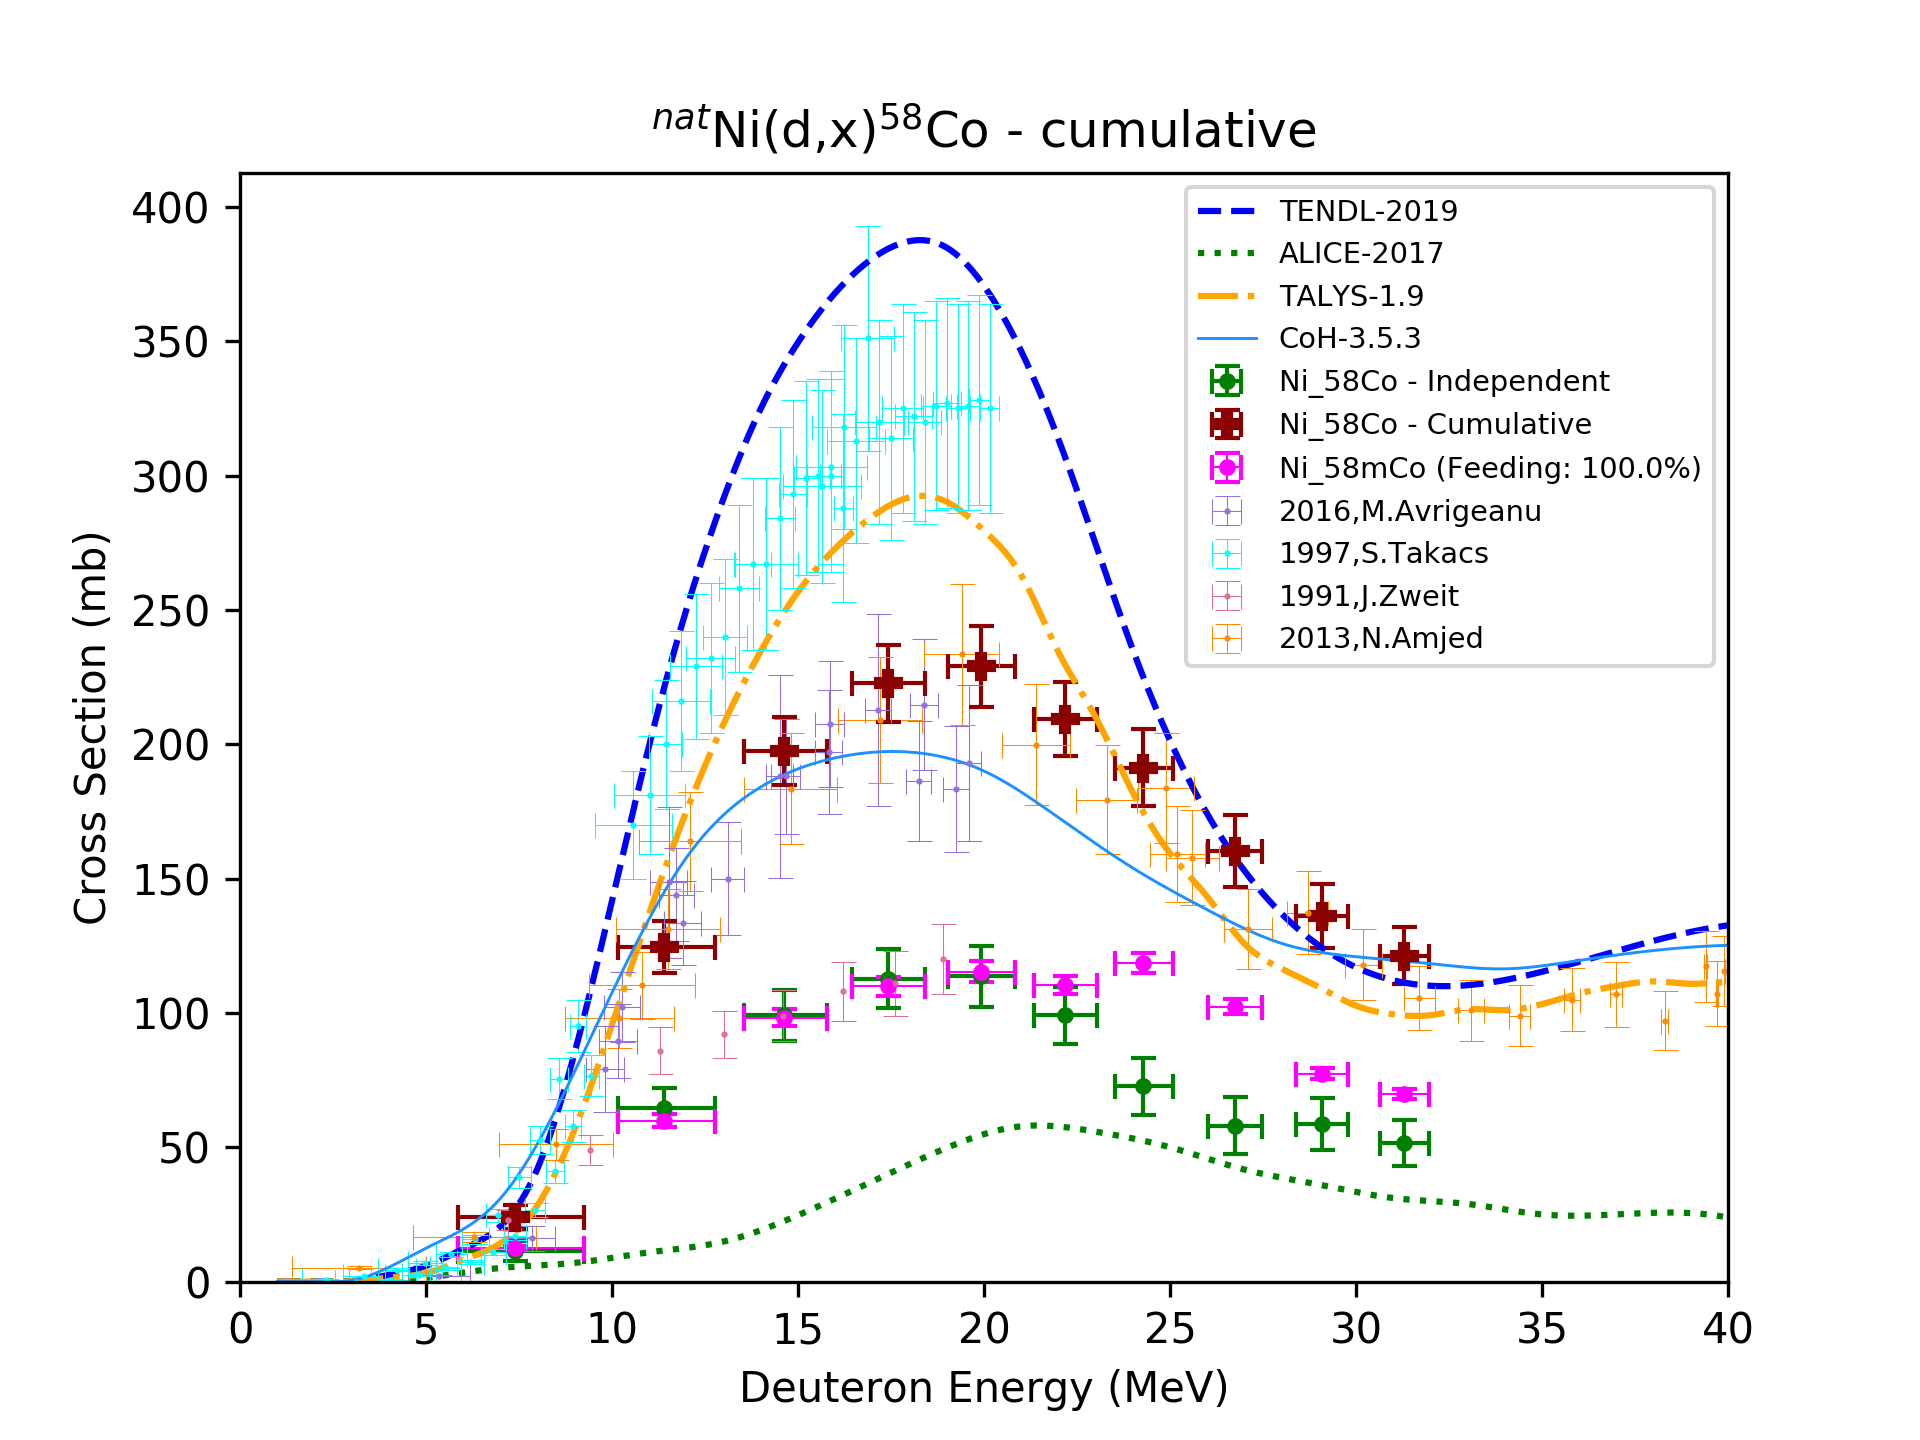 natNi(d,x)58Co - cumulative
400
350
300
250
200
150
100
50
0
Cross Section (mb)
TENDL-2019
ALICE-2017
TALYS-1.9
CoH-3.5.3
Ni_58Co - Independent
Ni_58Co - Cumulative
Ni_58mCo (Feeding: 100.0%)
2016,M.Avrigeanu
1997,S.Takacs
1991,J.Zweit
2013,N.Amjed
0 5 10 15 20 25 30 35 40
Deuteron Energy (MeV)